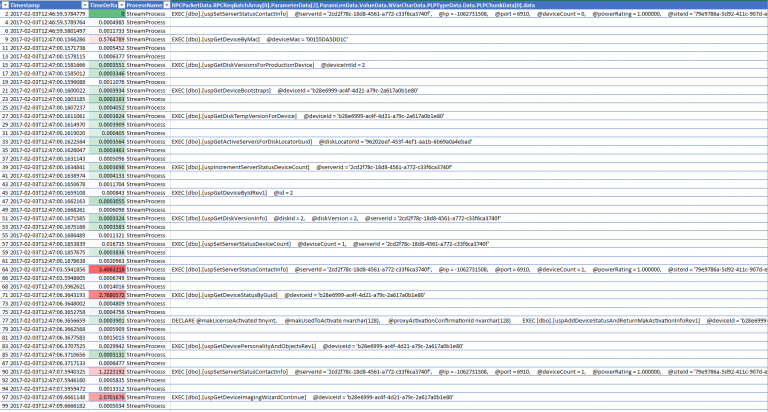 Timestamp TimeDelta ProcessName RPCPacketData.RPCReqBatchArray[0].ParameterData[2].ParamLenData.ValueData.NVarCharData.PLPTypeData.Data.PLPChunkData[0].data
2 2017-02-03T12:46:59.5784779 0 StreamProcess EXEC [dbo].[uspSetServerStatusContactInfo] @serverId = '2cd2f78c-18d8-4561-a772-c33f6ca3740f', @ip = -1062731508, @port = 6910, @deviceCount = 0, @powerRating = 1.000000, @siteId = '79e9786a-5d92-411c-907d-e
4 2017-02-03T12:46:59.5789764 0.0004985 StreamProcess
6 2017-02-03T12:46:59.5801497 0.0011733 StreamProcess
9 2017-02-03T12:47:00.1566286 0.5764789 StreamProcess EXEC [dbo].[uspGetDeviceByMac] @deviceMac = '00155DA5DD1C'
11 2017-02-03T12:47:00.1571738 0.0005452 StreamProcess
13 2017-02-03T12:47:00.1578115 0.0006377 StreamProcess
15 2017-02-03T12:47:00.1581666 0.0003551 StreamProcess EXEC [dbo].[uspGetDiskVersionsForProductionDevice] @deviceIntId = 2
17 2017-02-03T12:47:00.1585012 0.0003346 StreamProcess
19 2017-02-03T12:47:00.1596088 0.0011076 StreamProcess
21 2017-02-03T12:47:00.1600022 0.0003934 StreamProcess EXEC [dbo].[uspGetDeviceBootstraps] @deviceId = 'b28e6999-ac4f-4d21-a79c-2a617a0b1e80'
23 2017-02-03T12:47:00.1603185 0.0003163 StreamProcess
25 2017-02-03T12:47:00.1607237 0.0004052 StreamProcess
27 2017-02-03T12:47:00.1611061 0.0003824 StreamProcess EXEC [dbo].[uspGetDiskTempVersionForDevice] @deviceId = 'b28e6999-ac4f-4d21-a79c-2a617a0b1e80'
29 2017-02-03T12:47:00.1614970 0.0003909 StreamProcess
31 2017-02-03T12:47:00.1619020 0.000405 StreamProcess
33 2017-02-03T12:47:00.1622584 0.0003564 StreamProcess EXEC [dbo].[uspGetActiveServersForDiskLocatorGuid] @diskLocatorId = '96202eef-453f-4ef1-aa1b-6b69a0a4ebad'
35 2017-02-03T12:47:00.1626047 0.0003463 StreamProcess
37 2017-02-03T12:47:00.1631143 0.0005096 StreamProcess
39 2017-02-03T12:47:00.1634841 0.0003698 StreamProcess EXEC [dbo].[uspIncrementServerStatusDeviceCount] @serverId = '2cd2f78c-18d8-4561-a772-c33f6ca3740f'
41 2017-02-03T12:47:00.1638974 0.0004133 StreamProcess
43 2017-02-03T12:47:00.1650678 0.0011704 StreamProcess
45 2017-02-03T12:47:00.1659108 0.000843 StreamProcess EXEC [dbo].[uspGetDeviceByIdRev1] @id = 2
47 2017-02-03T12:47:00.1662163 0.0003055 StreamProcess
49 2017-02-03T12:47:00.1668261 0.0006098 StreamProcess
51 2017-02-03T12:47:00.1671585 0.0003324 StreamProcess EXEC [dbo].[uspGetDiskVersionInfo] @diskId = 2, @diskVersion = 2, @serverId = '2cd2f78c-18d8-4561-a772-c33f6ca3740f'
53 2017-02-03T12:47:00.1675168 0.0003583 StreamProcess
55 2017-02-03T12:47:00.1686489 0.0011321 StreamProcess
57 2017-02-03T12:47:00.1853839 0.016735 StreamProcess EXEC [dbo].[uspSetServerStatusDeviceCount] @deviceCount = 1, @serverId = '2cd2f78c-18d8-4561-a772-c33f6ca3740f'
59 2017-02-03T12:47:00.1857675 0.0003836 StreamProcess
61 2017-02-03T12:47:00.1878638 0.0020963 StreamProcess
64 2017-02-03T12:47:03.5941856 3.4063218 StreamProcess EXEC [dbo].[uspSetServerStatusContactInfo] @serverId = '2cd2f78c-18d8-4561-a772-c33f6ca3740f', @ip = -1062731508, @port = 6910, @deviceCount = 1, @powerRating = 1.000000, @siteId = '79e9786a-5d92-411c-907d-e
66 2017-02-03T12:47:03.5948605 0.0006749 StreamProcess
68 2017-02-03T12:47:03.5962621 0.0014016 StreamProcess
71 2017-02-03T12:47:06.3643193 2.7680572 StreamProcess EXEC [dbo].[uspGetDeviceStatusByGuid] @deviceId = 'b28e6999-ac4f-4d21-a79c-2a617a0b1e80'
73 2017-02-03T12:47:06.3648002 0.0004809 StreamProcess
75 2017-02-03T12:47:06.3652758 0.0004756 StreamProcess
77 2017-02-03T12:47:06.3656659 0.0003901 StreamProcess DECLARE @makLicenseActivated tinyint, @makUsedToActivate nvarchar(128), @proxyActivationConfirmationId nvarchar(128) EXEC [dbo].[uspAddDeviceStatusAndReturnMakActivationInfoRev1] @deviceId = 'b28e6999-
79 2017-02-03T12:47:06.3662568 0.0005909 StreamProcess
81 2017-02-03T12:47:06.3677583 0.0015015 StreamProcess
83 2017-02-03T12:47:06.3707525 0.0029942 StreamProcess EXEC [dbo].[uspGetDevicePersonalityAndObjectsRev1] @deviceId = 'b28e6999-ac4f-4d21-a79c-2a617a0b1e80'
85 2017-02-03T12:47:06.3710656 0.0003131 StreamProcess
87 2017-02-03T12:47:06.3717133 0.0006477 StreamProcess
90 2017-02-03T12:47:07.5940325 1.2223192 StreamProcess EXEC [dbo].[uspSetServerStatusContactInfo] @serverId = '2cd2f78c-18d8-4561-a772-c33f6ca3740f', @ip = -1062731508, @port = 6910, @deviceCount = 1, @powerRating = 1.000000, @siteId = '79e9786a-5d92-411c-907d-e
92 2017-02-03T12:47:07.5946160 0.0005835 StreamProcess
94 2017-02-03T12:47:07.5959472 0.0013312 StreamProcess
97 2017-02-03T12:47:09.6661148 2.0701676 StreamProcess EXEC [dbo].[uspGetDeviceImagingWizardContinue] @deviceId = 'b28e6999-ac4f-4d21-a79c-2a617a0b1e80'
99 2017-02-03T12:47:09.6666182 0.0005034 StreamProcess